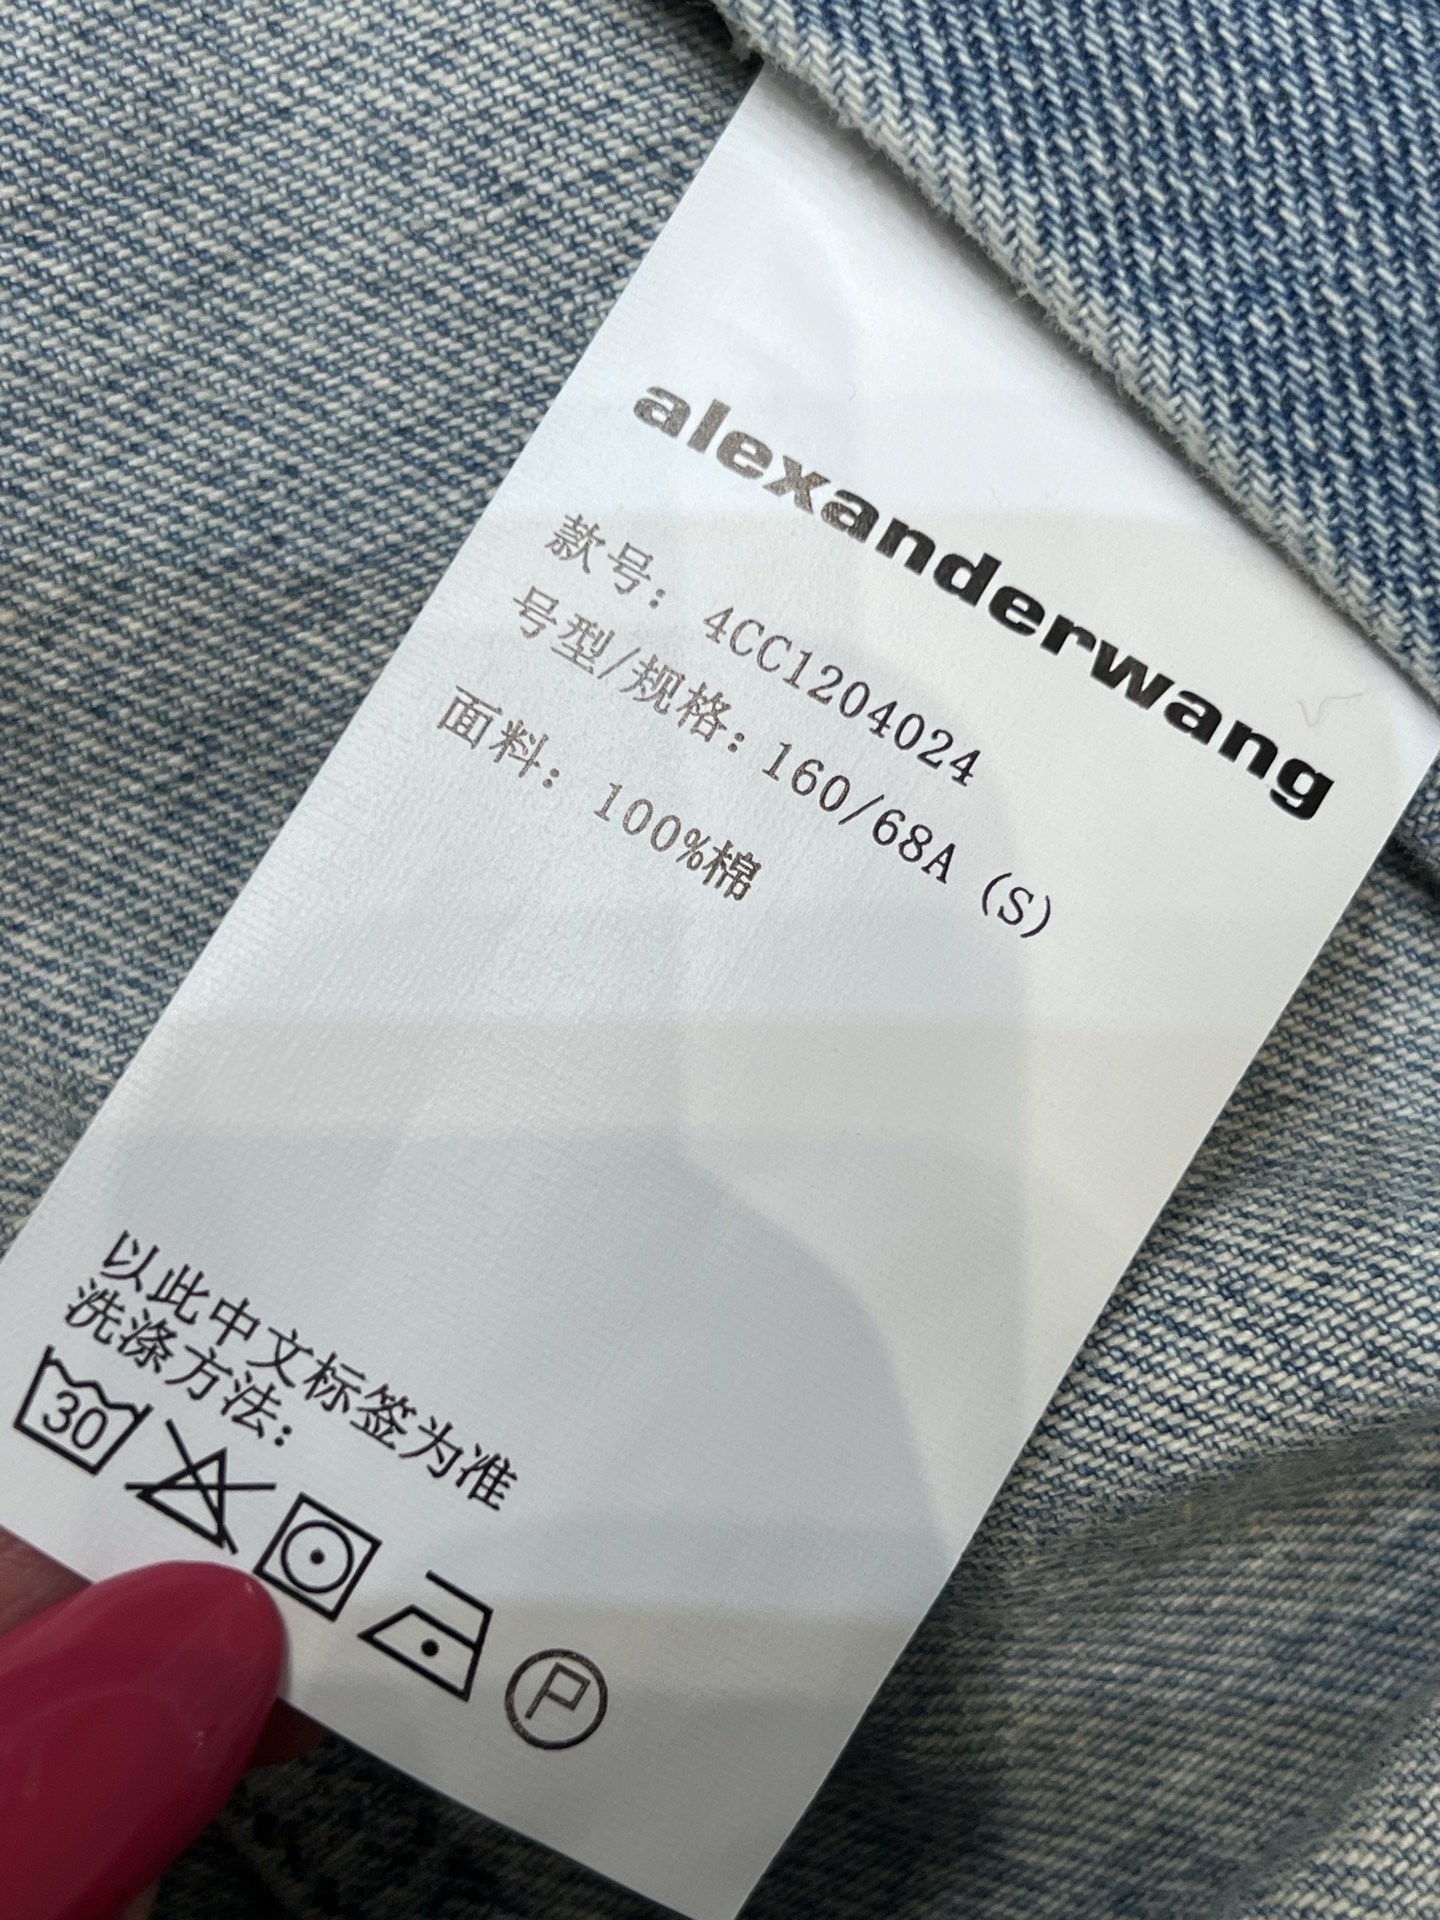 alexanderwang
款号: 4CC1204024
号型/规格: 160/68A (S)
面料: 100%棉
以此中文标签为准
洗涤方法:
30
P